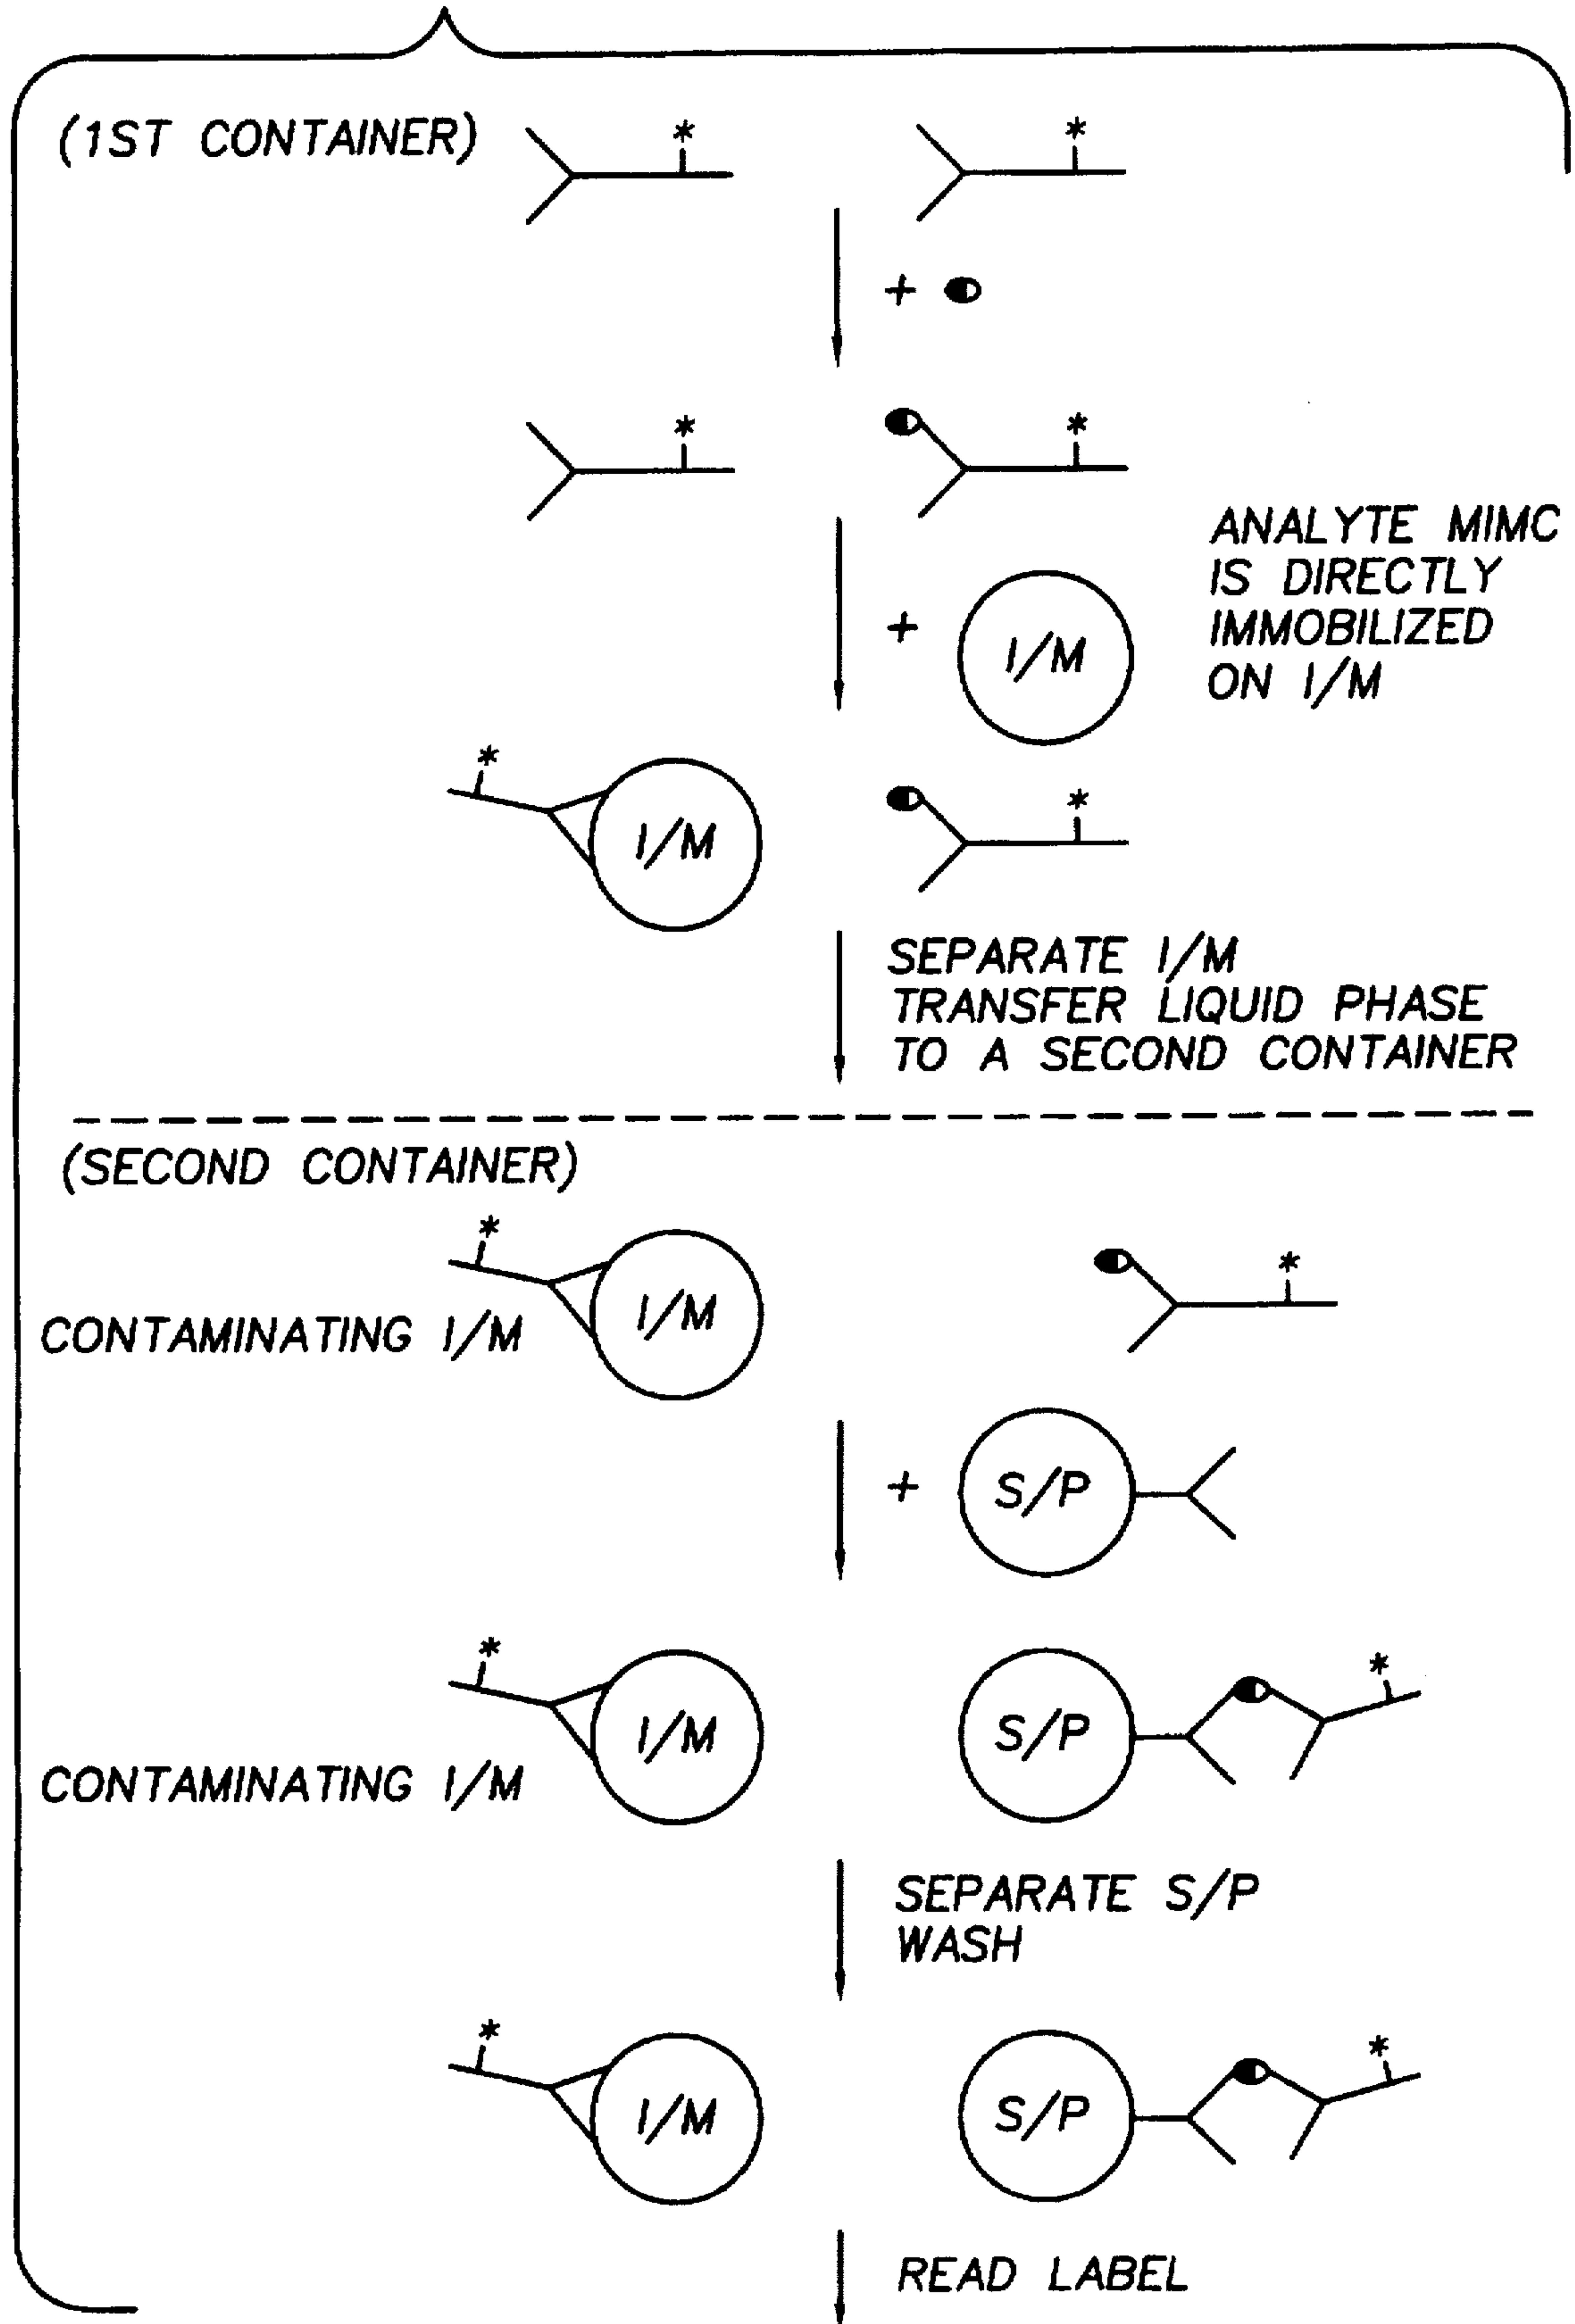 (1ST CONTAINER)
*
*
+
*
*
ANALYTE MIMC
IS DIRECTLY
IMMOBILIZED
ON I/M
+
I/M
*
I/M
*
SEPARATE I/M
TRANSFER LIQUID PHASE
TO A SECOND CONTAINER
(SECOND CONTAINER)
*
I/M
*
CONTAMINATING I/M
+
S/P
*
I/M
S/P
*
CONTAMINATING I/M
SEPARATE S/P
WASH
*
I/M
S/P
*
READ LABEL